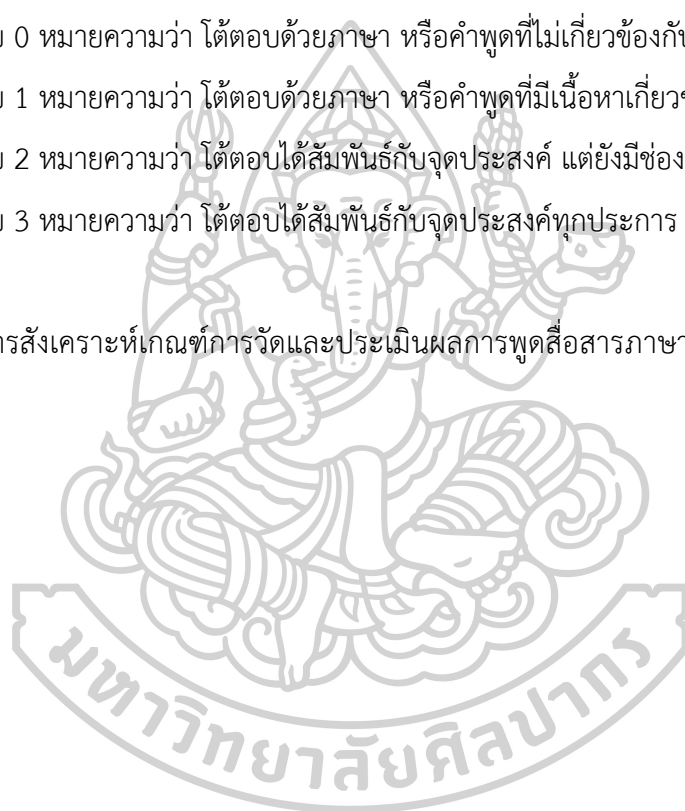 0 หมายความว่า โต้ตอบด้วยภาษา หรือคำพูดที่ไม่เกี่ยวข้องกับ
1 หมายความว่า โต้ตอบด้วยภาษา หรือคำพูดที่มีเนื้อหา
2 หมายความว่า โต้ตอบได้สัมพันธ์กับจุดประสงค์ แต่ยังมีช่อง
3 หมายความว่า โต้ตอบได้สัมพันธ์กับจุดประสงค์ทุกประการ
ารสังเคราะห์เกณฑ์การวัดและประเมินผลการพูดสื่อสารภาษา
มหาวิทยาลัยศิลปากร